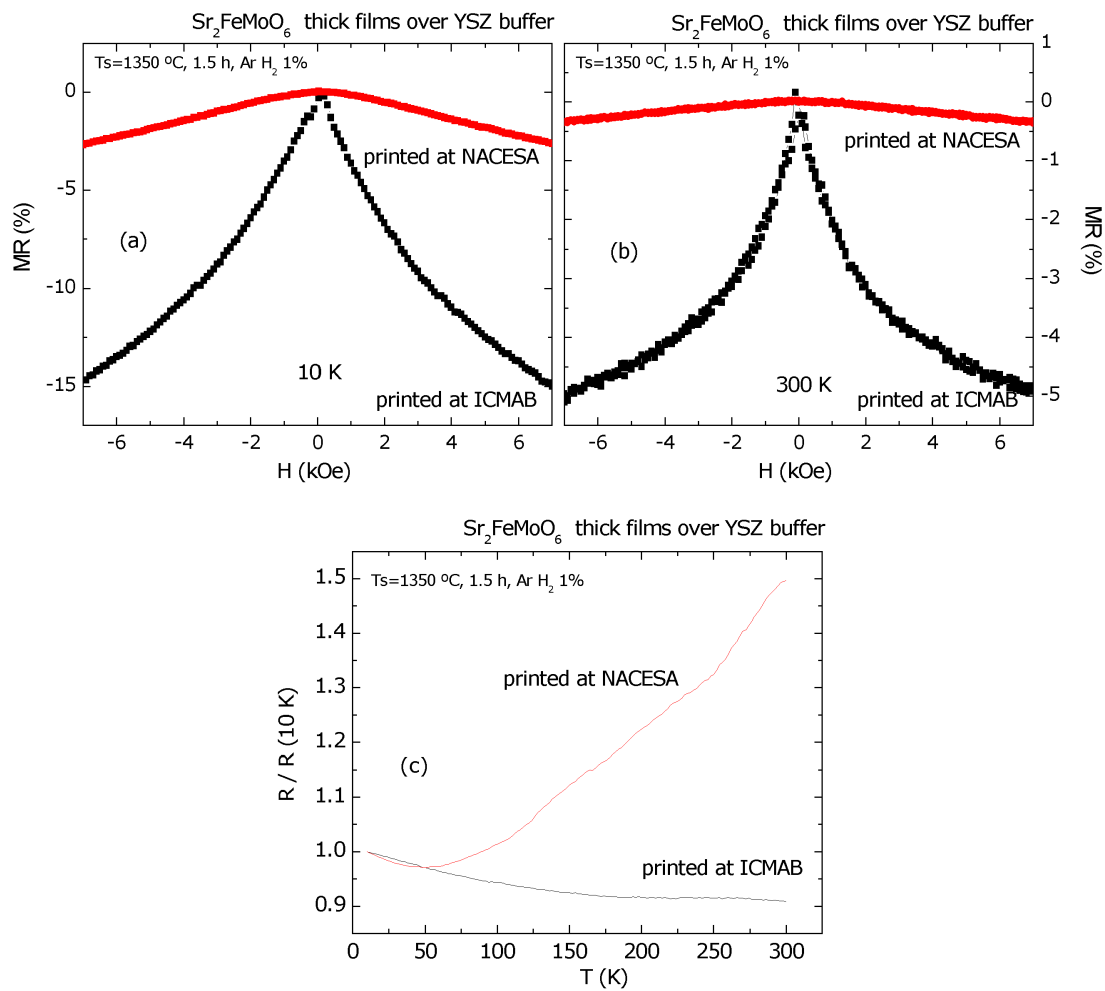 Sr2FeMoO6 thick films over YSZ buffer
Ts=1350 ºC, 1.5 h, Ar H2 1%
0
-5
-10
-15
MR (%)
printed at NACESA
(a)
10 K
printed at ICMAB
-6 -4 -2 0 2 4 6
H (kOe)
Sr2FeMoO6 thick films over YSZ buffer
Ts=1350 ºC, 1.5 h, Ar H2 1%
1
0
-1
-2
-3
-4
-5
MR (%)
printed at NACESA
(b)
300 K
printed at ICMAB
-6 -4 -2 0 2 4 6
H (kOe)
Sr2FeMoO6 thick films over YSZ buffer
Ts=1350 ºC, 1.5 h, Ar H2 1%
1.5
1.4
1.3
1.2
1.1
1.0
0.9
R / R (10 K)
printed at NACESA
(c)
printed at ICMAB
0 50 100 150 200 250 300
T (K)